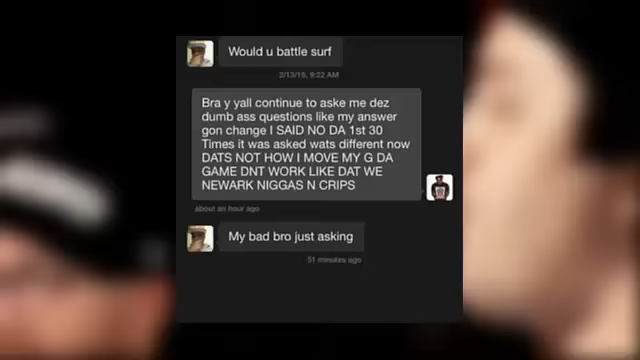 Would u battle surf
2/13/16, 9:22 AM
Bra y yall continue to aske me dez
dumb ass questions like my answer
gon change I SAID NO DA 1st 30
Times it was asked wats different now
DATS NOT HOW I MOVE MY G DA
GAME DNT WORK LIKE DAT WE
NEWARK NIGGAS N CRIPS
about an hour ago
My bad bro just asking
51 minutes ago